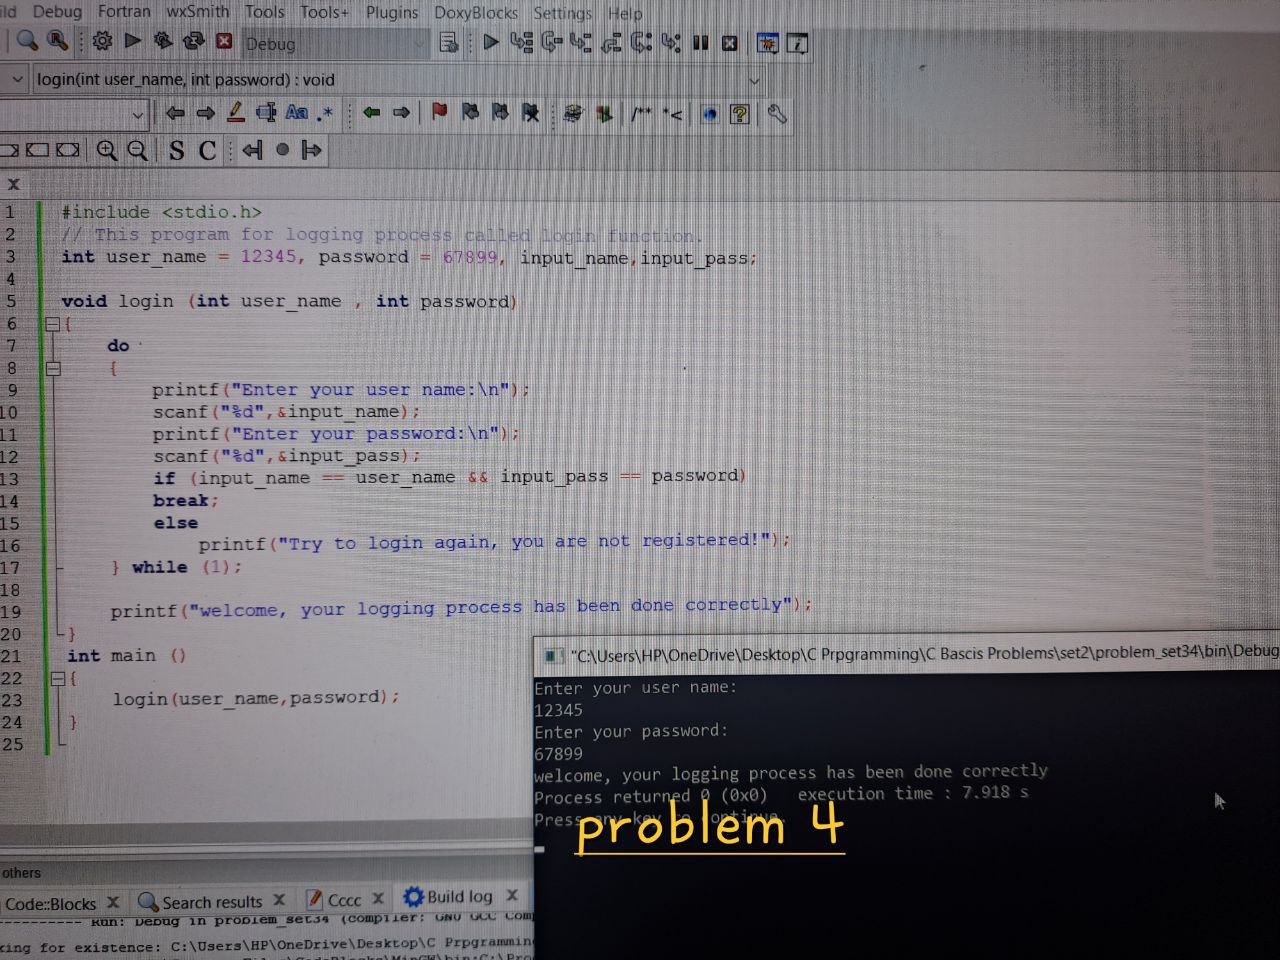 Debug Fortran wxSmith Tools Tools+ Plugins DoxyBlocks Settings Help
Debug
login(int user_name, int password) : void
Aa .* /** *<
S C
X
1 #include <stdio.h>
2 // This program for logging process called login function.
3 int user_name = 12345, password = 67899, input_name,input_pass;
4
5 void login (int user_name , int password)
6 {
7 do
8 {
9 printf("Enter your user name:\n");
10 scanf("%d",&input_name);
11 printf("Enter your password:\n");
12 scanf("%d",&input_pass);
13 if (input_name == user_name && input_pass == password)
14 break;
15 else
16 printf("Try to login again, you are not registered!");
17 } while (1);
18
19 printf("welcome, your logging process has been done correctly");
20 }
21 int main ()
22 {
23 login(user_name,password);
24 }
25
"C:\Users\HP\OneDrive\Desktop\C Prpgramming\C Bascis Problems\set2\problem_set34\bin\Debug
Enter your user name:
12345
Enter your password:
67899
welcome, your logging process has been done correctly
Process returned 0 (0x0) execution time : 7.918 s
Press any key to continue.
problem 4
others
Code::Blocks X Search results X Cccc X Build log X
Run: Debug in problem_set34 (compiler: GNU GCC Com
king for existence: C:\Users\HP\OneDrive\Desktop\C Prpgrammin